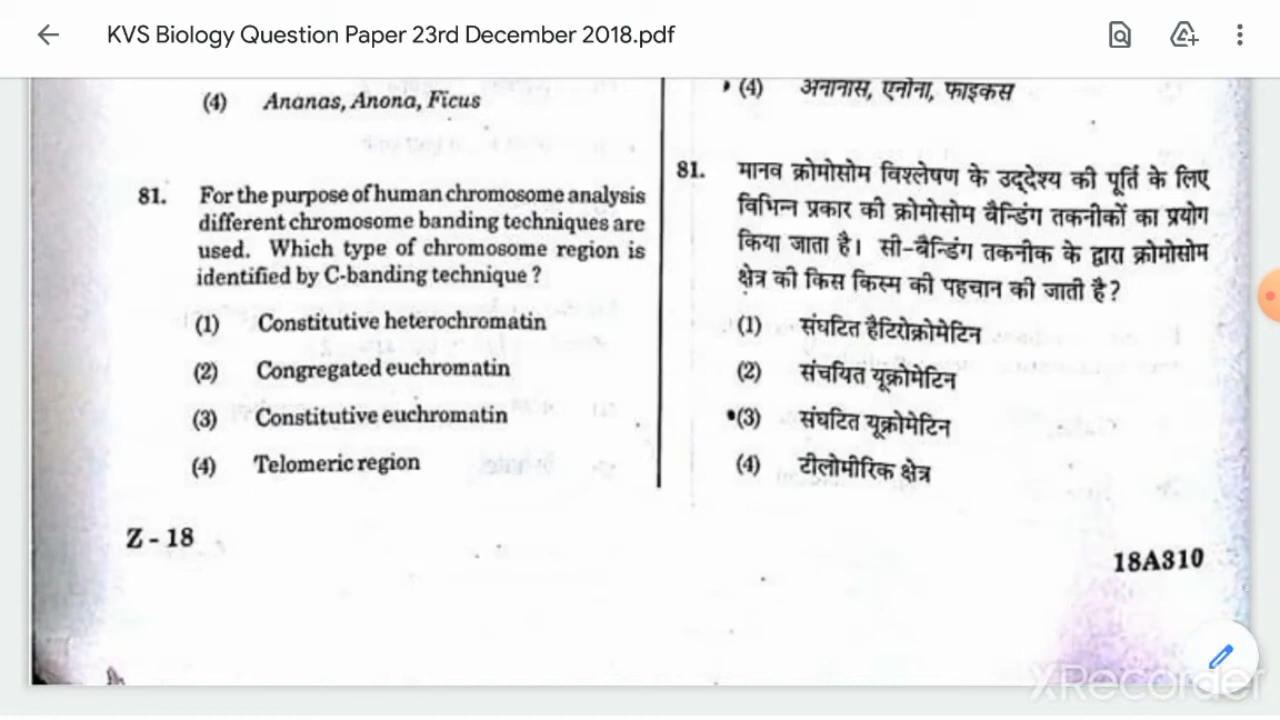 KVS Biology Question Paper 23rd December 2018.pdf
(4) Ananas, Anona, Ficus
81. For the purpose of human chromosome analysis
different chromosome banding techniques are
used. Which type of chromosome region is
identified by C-banding technique ?
(1) Constitutive heterochromatin
(2) Congregated euchromatin
(3) Constitutive euchromatin
(4) Telomeric region
Z - 18
(4) अनानास, एनोना, फाइकस
81. मानव क्रोमोसोम विश्लेषण के उद्देश्य की पूर्ति के लिए
विभिन्न प्रकार की क्रोमोसोम बैन्डिंग तकनीकों का प्रयोग
किया जाता है। सी-बैन्डिंग तकनीक के द्वारा क्रोमोसोम
क्षेत्र की किस किस्म की पहचान की जाती है?
(1) संघटित हैटिरोक्रोमेटिन
(2) संचयित यूक्रोमेटिन
(3) संघटित यूक्रोमेटिन
(4) टीलोमीरिक क्षेत्र
18A310
XRecorder